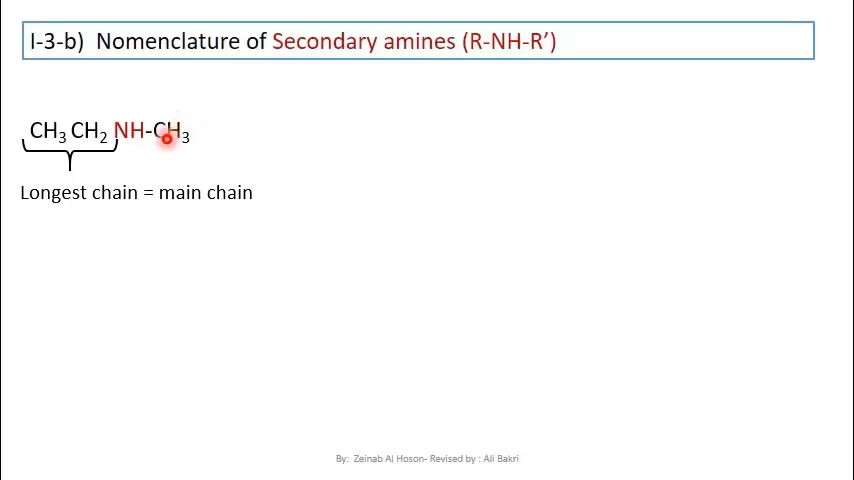 I-3-b) Nomenclature of Secondary amines (R-NH-R’)
CH₃ CH₂ NH-CH₃
Longest chain = main chain
By: Zeinab Al Hoson- Revised by : Ali Bakri